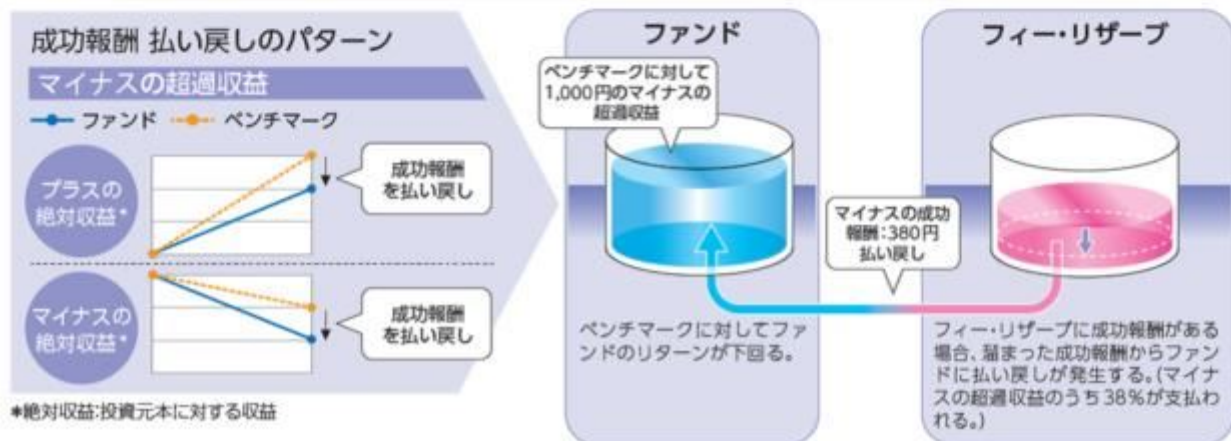 成功報酬 払い戻しのパターン
マイナスの超過収益
ファンド ベンチマーク
プラスの
絶対収益*
成功報酬
を払い戻し
マイナスの
絶対収益*
成功報酬
を払い戻し
*絶対収益:投資元本に対する収益
ファンド
ベンチマークに対して
1,000円のマイナスの
超過収益
ベンチマークに対してファ
ンドのリターンが下回る。
マイナスの成功
報酬:380円
払い戻し
フィー・リザーブ
フィー・リザーブに成功報酬がある
場合、溜まった成功報酬からファン
ドに払い戻しが発生する。(マイナ
スの超過収益のうち38%が支払わ
れる。)